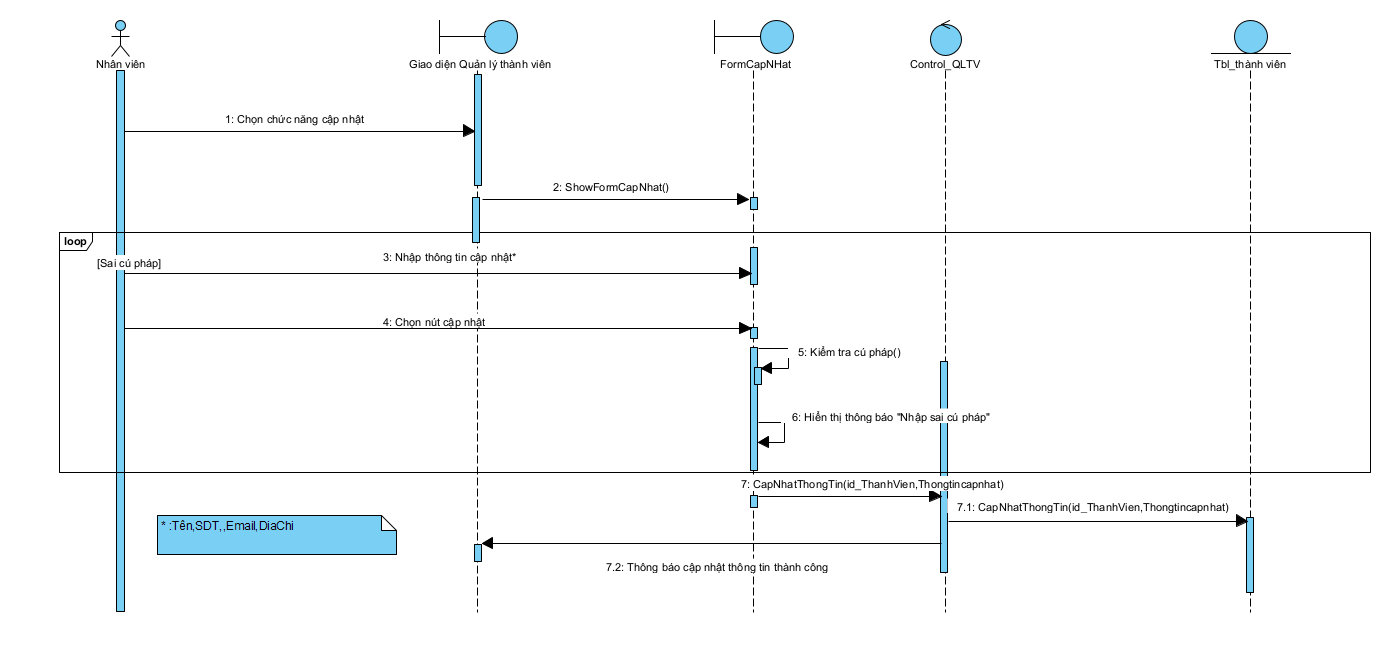 Nhân viên
Giao diện Quản lý thành viên
FormCapNHat
Control_QLTV
Tbl_thành viên
1: Chọn chức năng cập nhật
2: ShowFormCapNhat()
loop
[Sai cú pháp]
3: Nhập thông tin cập nhật*
4: Chọn nút cập nhật
5: Kiểm tra cú pháp()
6: Hiển thị thông báo "Nhập sai cú pháp"
7: CapNhatThongTin(id_ThanhVien,Thongtincapnhat)
7.1: CapNhatThongTin(id_ThanhVien,Thongtincapnhat)
* :Tên,SDT,,Email,DiaChi
7.2: Thông báo cập nhật thông tin thành công